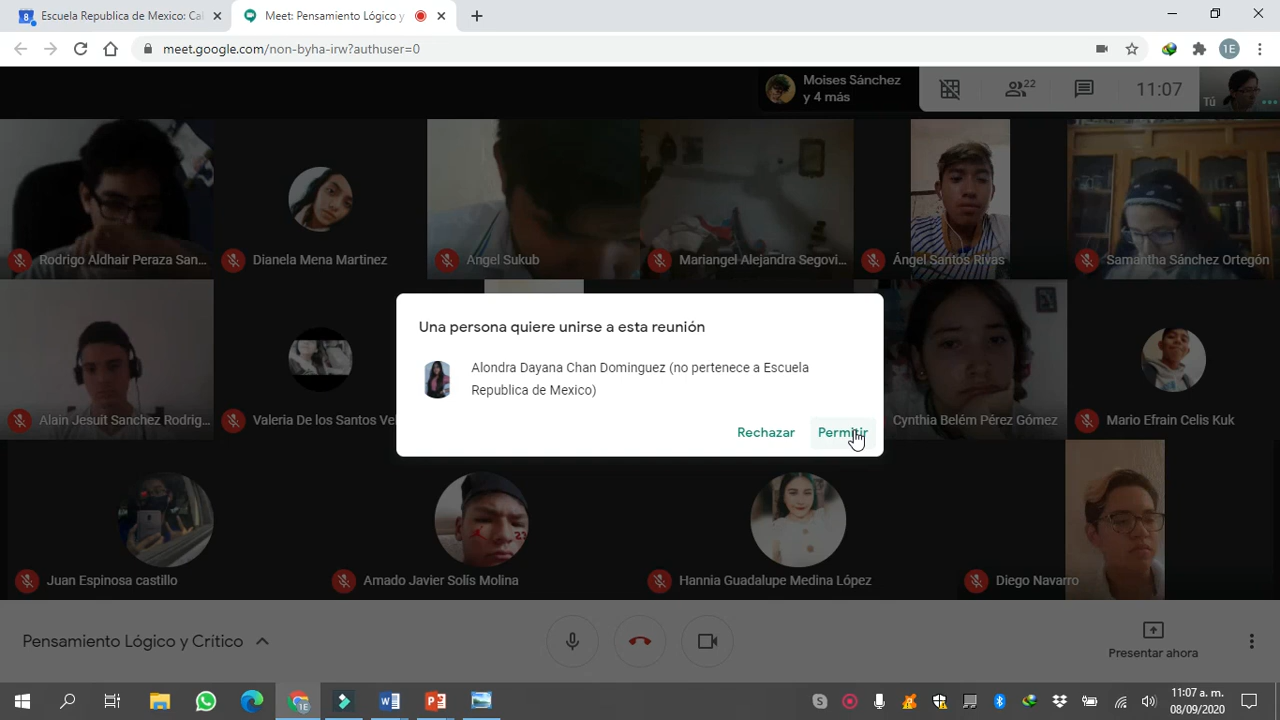 Escuela Republica de Mexico: Cal
Meet: Pensamiento Lógico y
meet.google.com/non-byha-irw?authuser=0
1E
Moises Sánchez
y 4 más
22
11:07
Tú
Rodrigo Aldhair Peraza San...
Dianela Mena Martinez
Angel Sukub
Mariangel Alejandra Segovi...
Ángel Santos Rivas
Samantha Sánchez Ortegón
Una persona quiere unirse a esta reunión
Alondra Dayana Chan Dominguez (no pertenece a Escuela
Republica de Mexico)
Rechazar
Permitir
Alain Jesuit Sanchez Rodrig...
Valeria De los Santos Ve
Cynthia Belém Pérez Gómez
Mario Efrain Celis Kuk
23
Juan Espinosa castillo
Amado Javier Solís Molina
Hannia Guadalupe Medina López
Diego Navarro
Pensamiento Lógico y Crítico
Presentar ahora
11:07 a. m.
08/09/2020